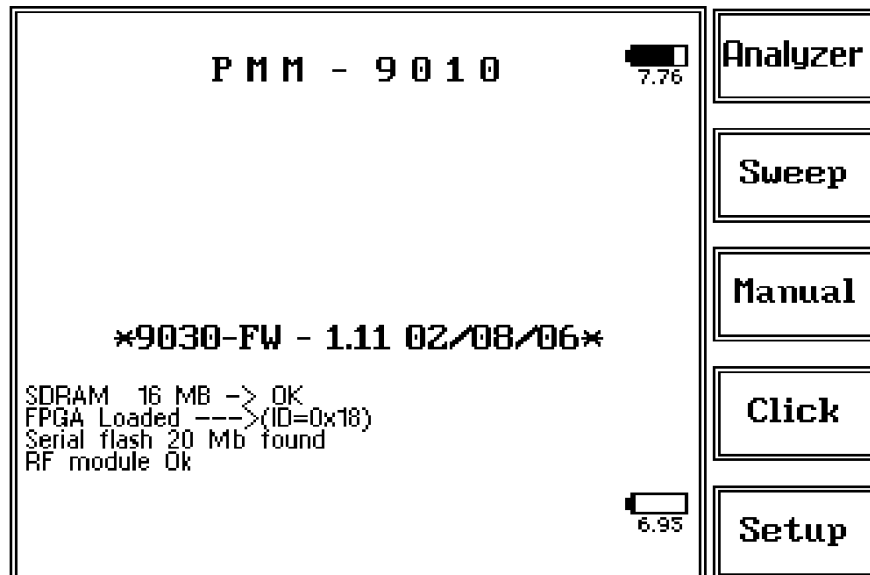 PMM - 9010
7.76
*9030-FW - 1.11 02/08/06*
SDRAM 16 MB -> OK
FPGA Loaded --->(ID=0x18)
Serial flash 20 Mb found
RF module Ok
6.95
Analyzer
Sweep
Manual
Click
Setup